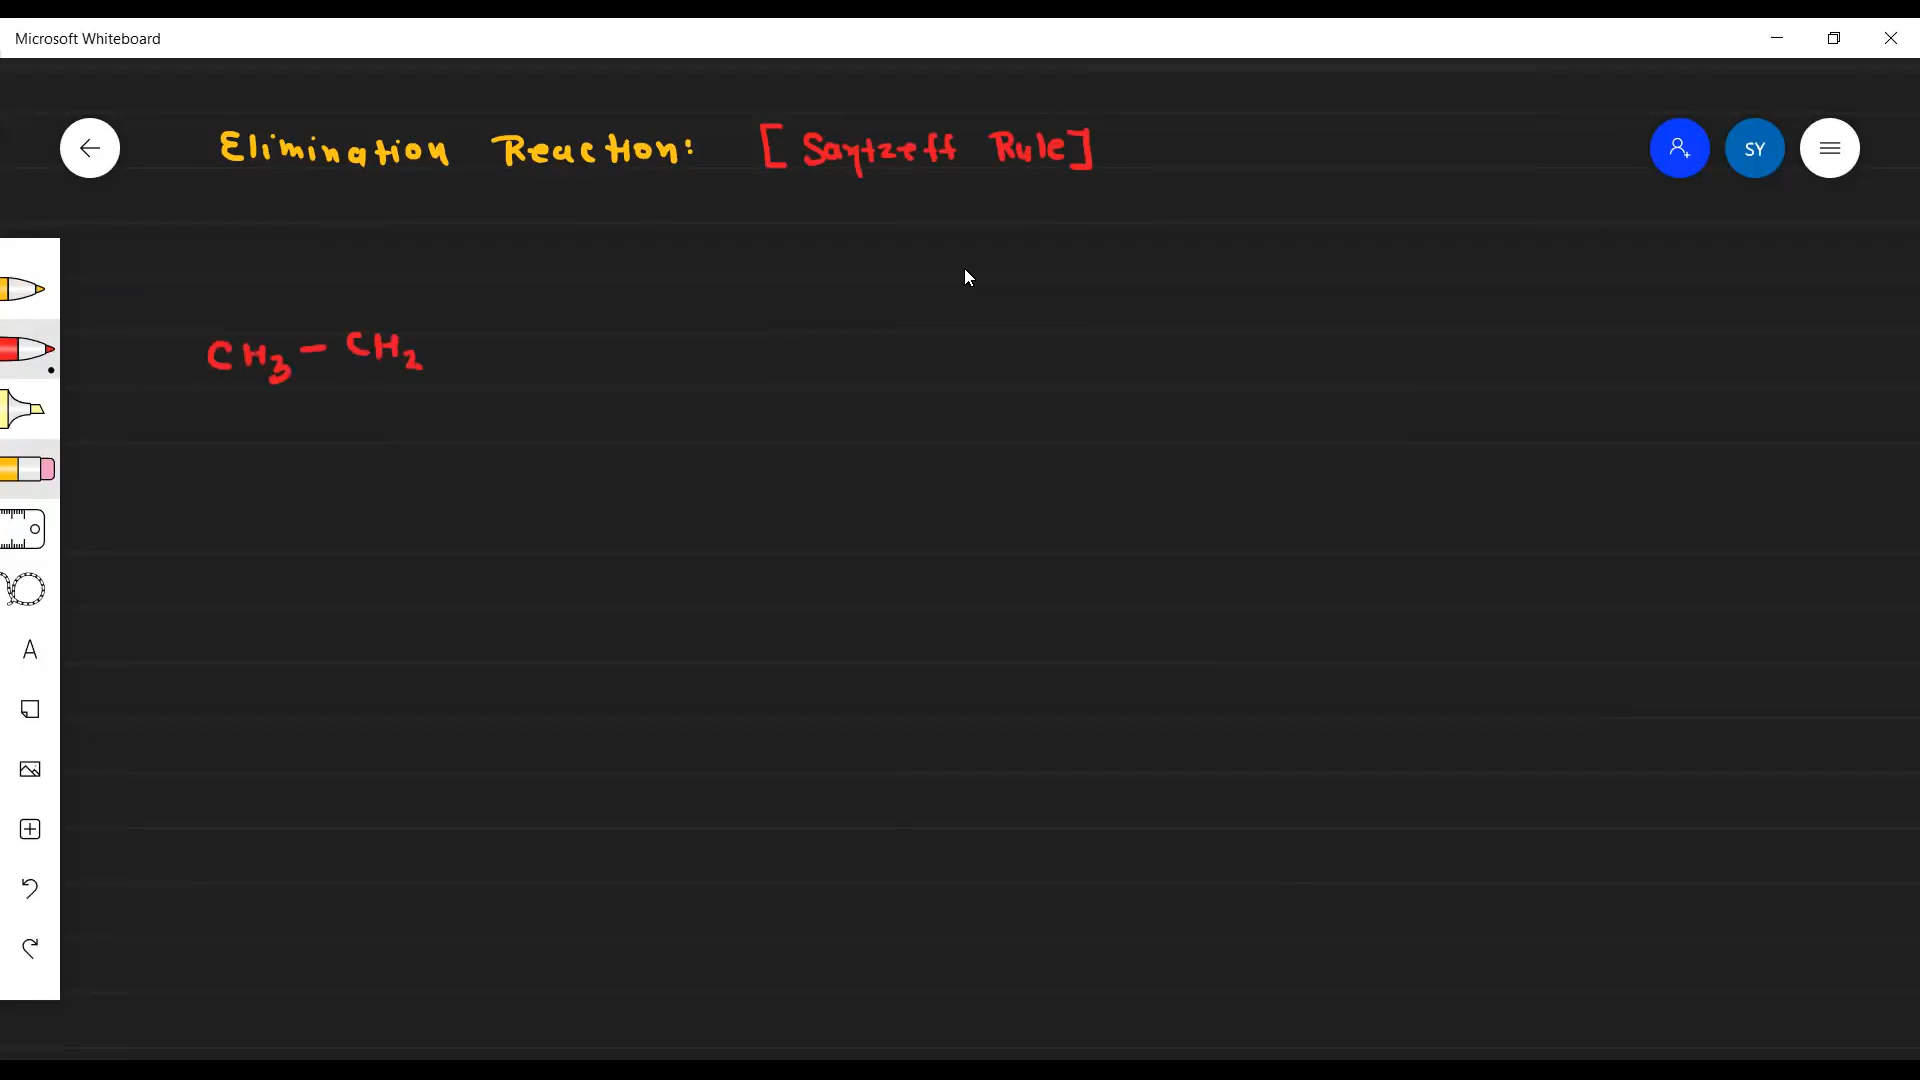 Microsoft Whiteboard
Elimination Reaction: [Saytzeff Rule]
SY
CH3 - CH2
A